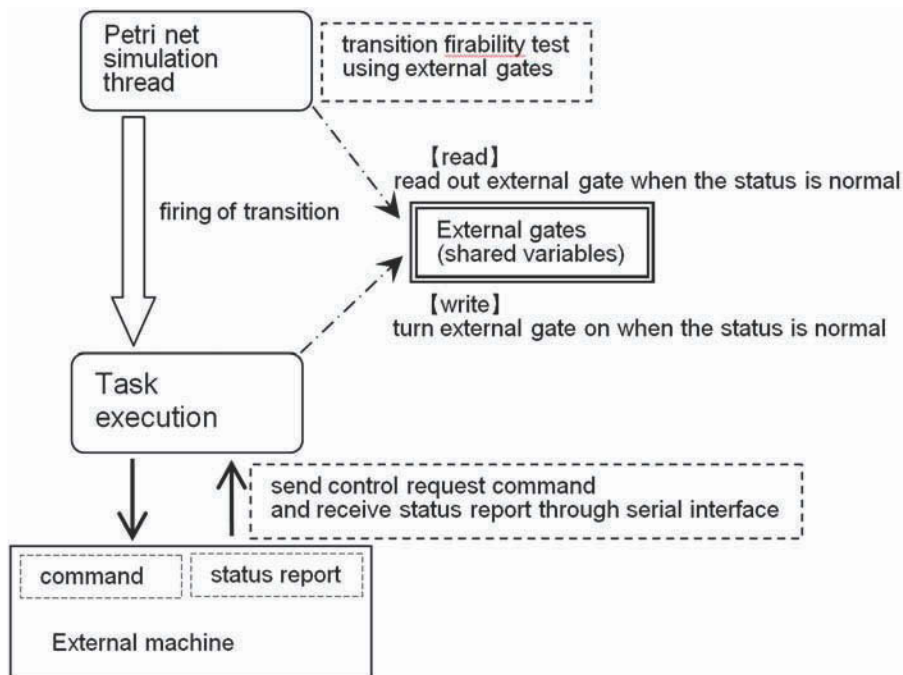 Petri net
simulation
thread
transition firability test
using external gates
【read】
read out external gate when the status is normal
firing of transition
External gates
(shared variables)
【write】
turn external gate on when the status is normal
Task
execution
send control request command
and receive status report through serial interface
command
status report
External machine